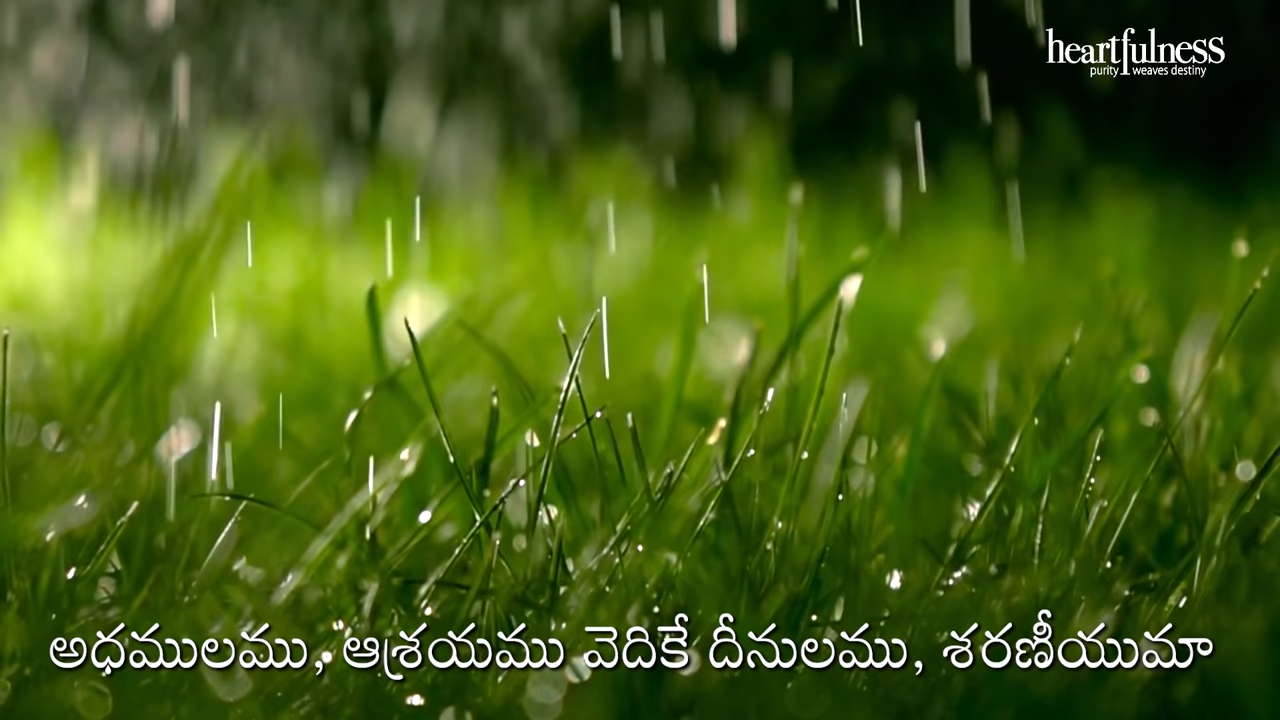 heartfulness
purity weaves destiny
అధములము, ఆశ్రయము వెదికే దీనులము, శరణీయుమా